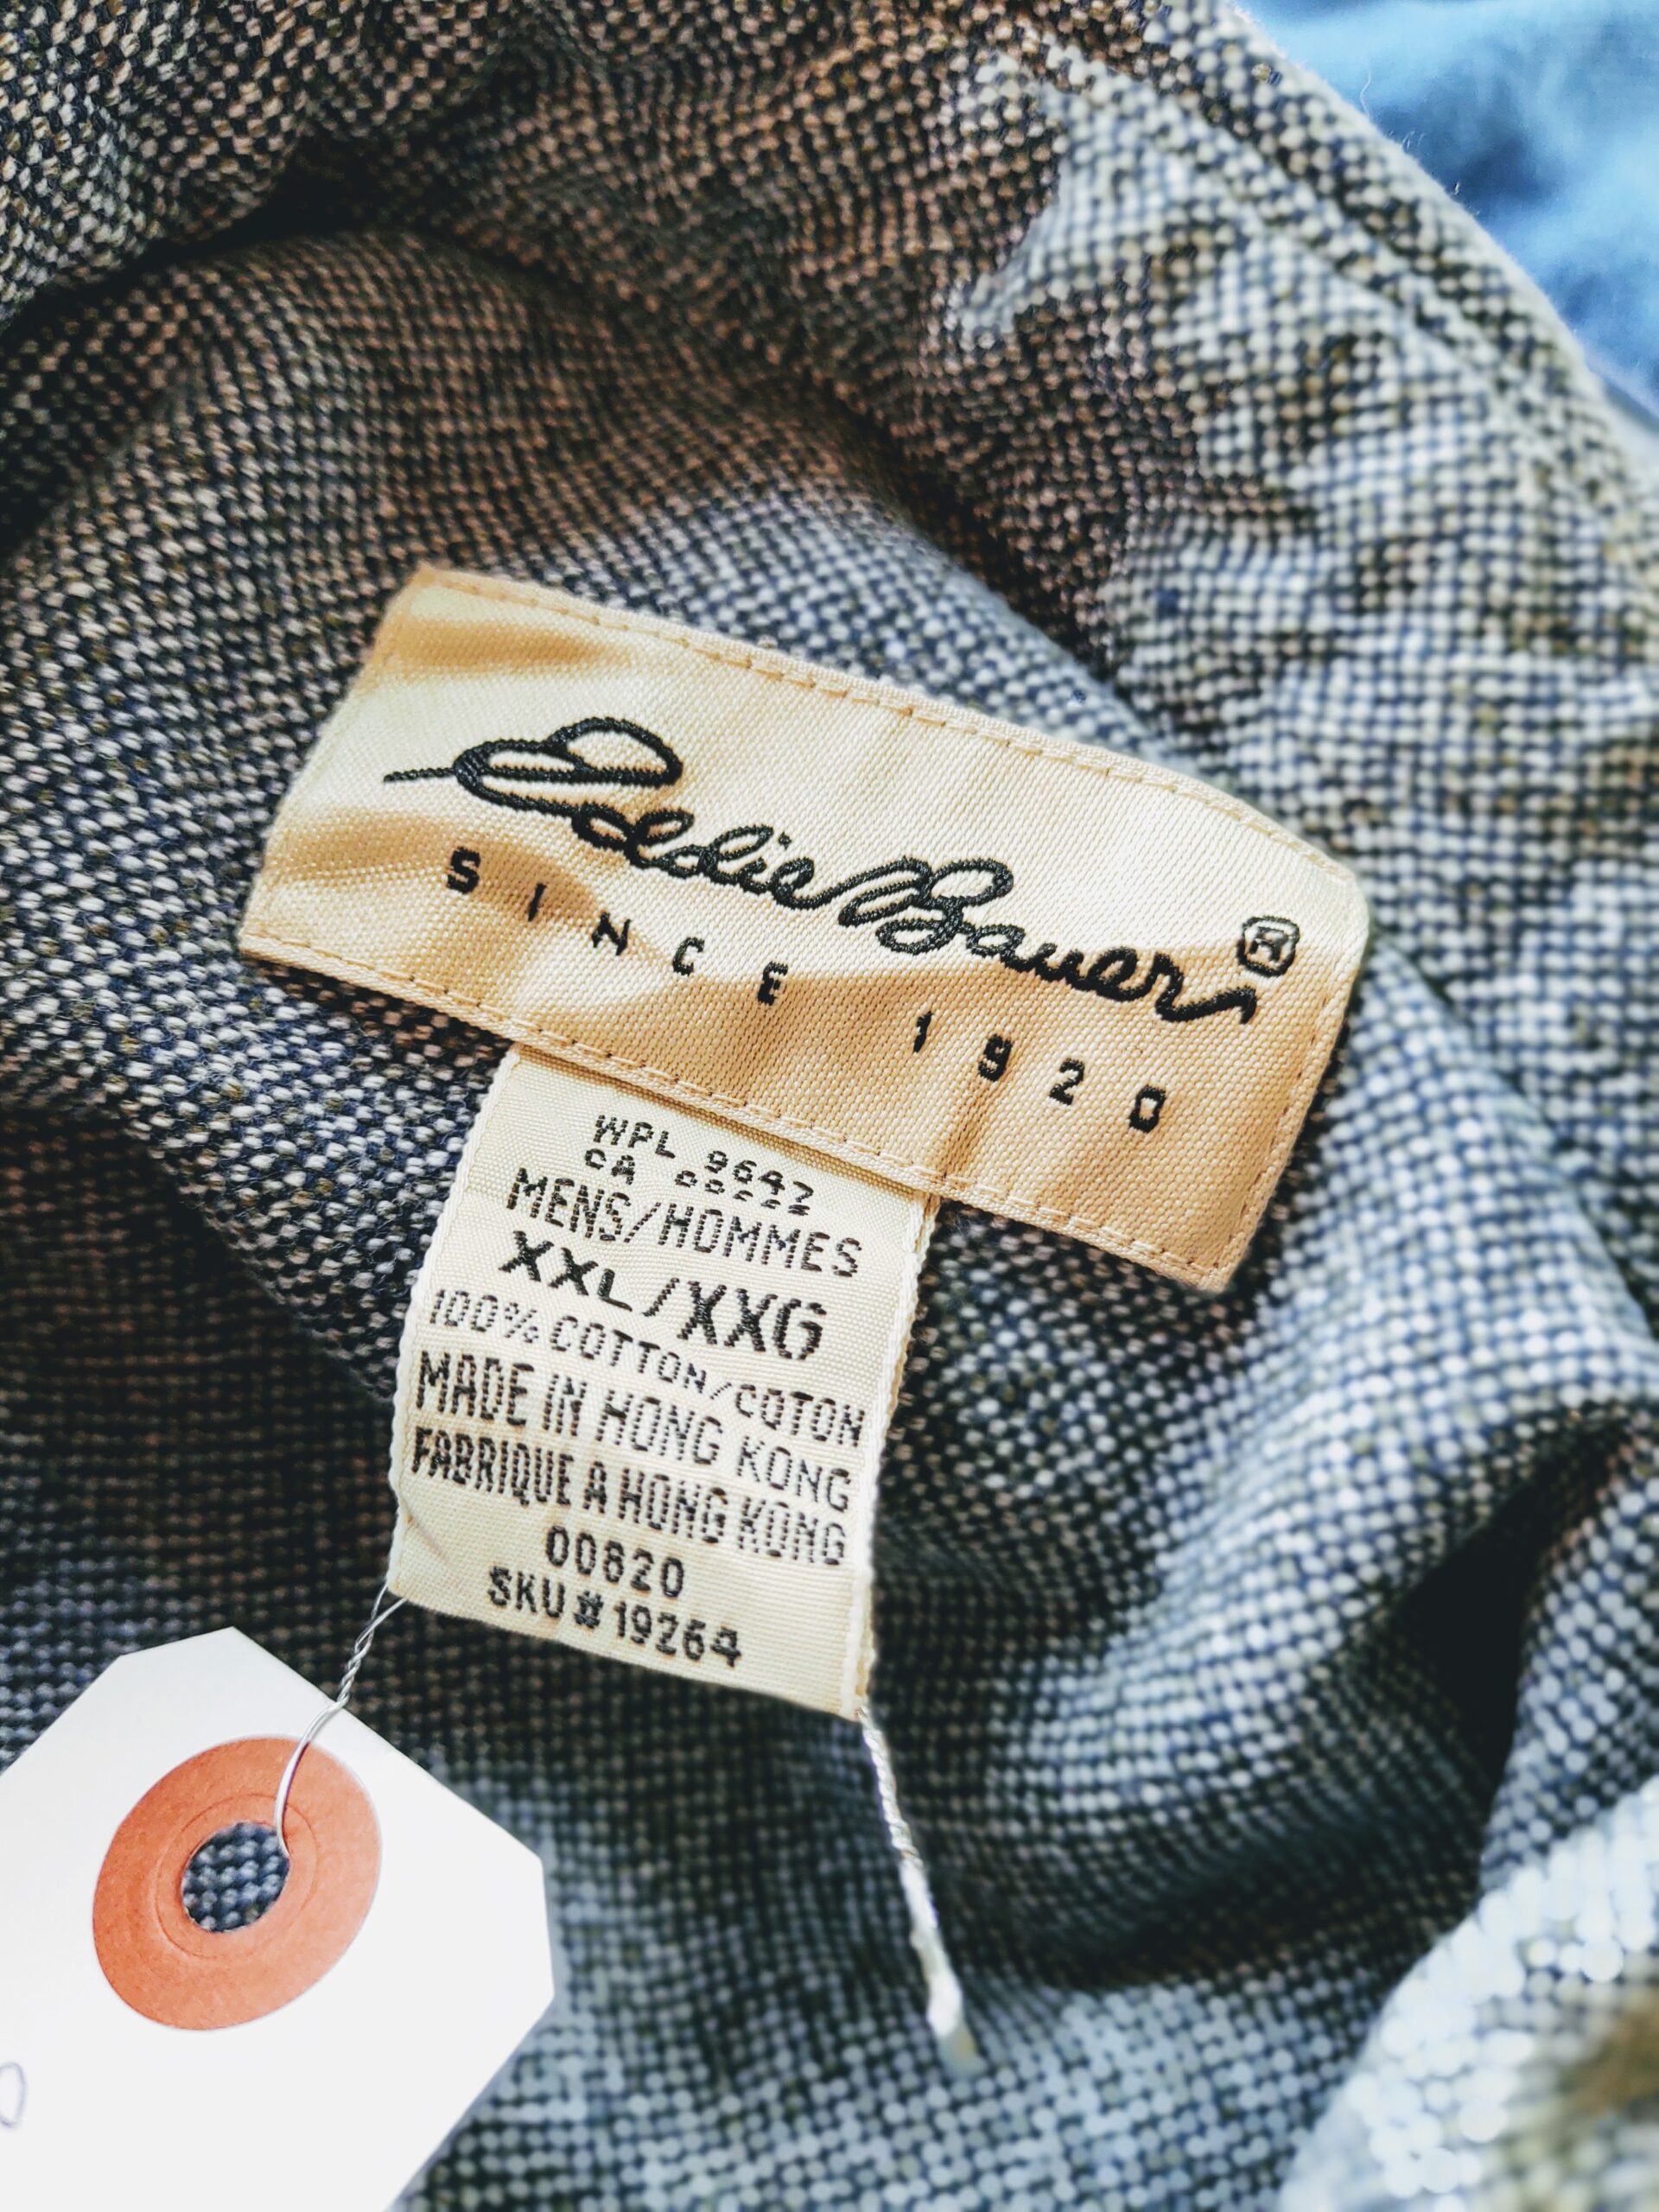 Eddie Bauer ®
SINCE 1920
WPL 9642
CA
MENS/HOMMES
XXL/XXG
100% COTTON/COTON
MADE IN HONG KONG
FABRIQUE A HONG KONG
00820
SKU # 19264